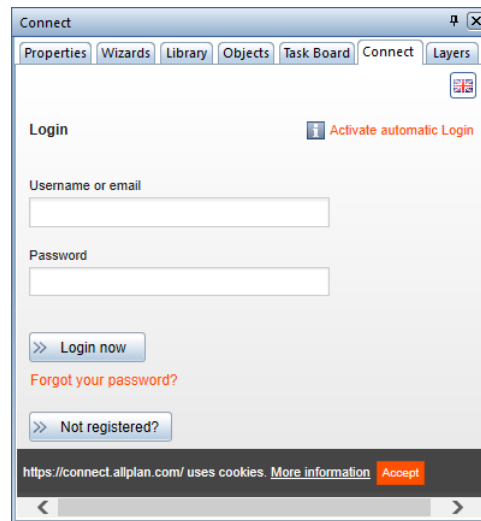 Connect
Properties Wizards Library Objects Task Board Connect Layers
Login
Activate automatic Login
Username or email
Password
Login now
Forgot your password?
Not registered?
https://connect.allplan.com/ uses cookies. More information Accept